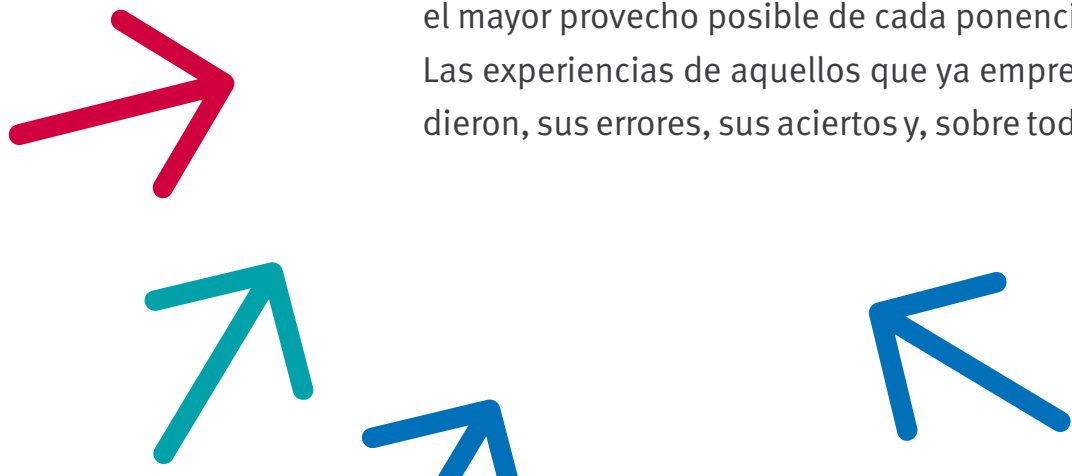 el mayor provecho posible de cada ponenci
Las experiencias de aquellos que ya empre
dieron, sus errores, sus aciertos y, sobre tod